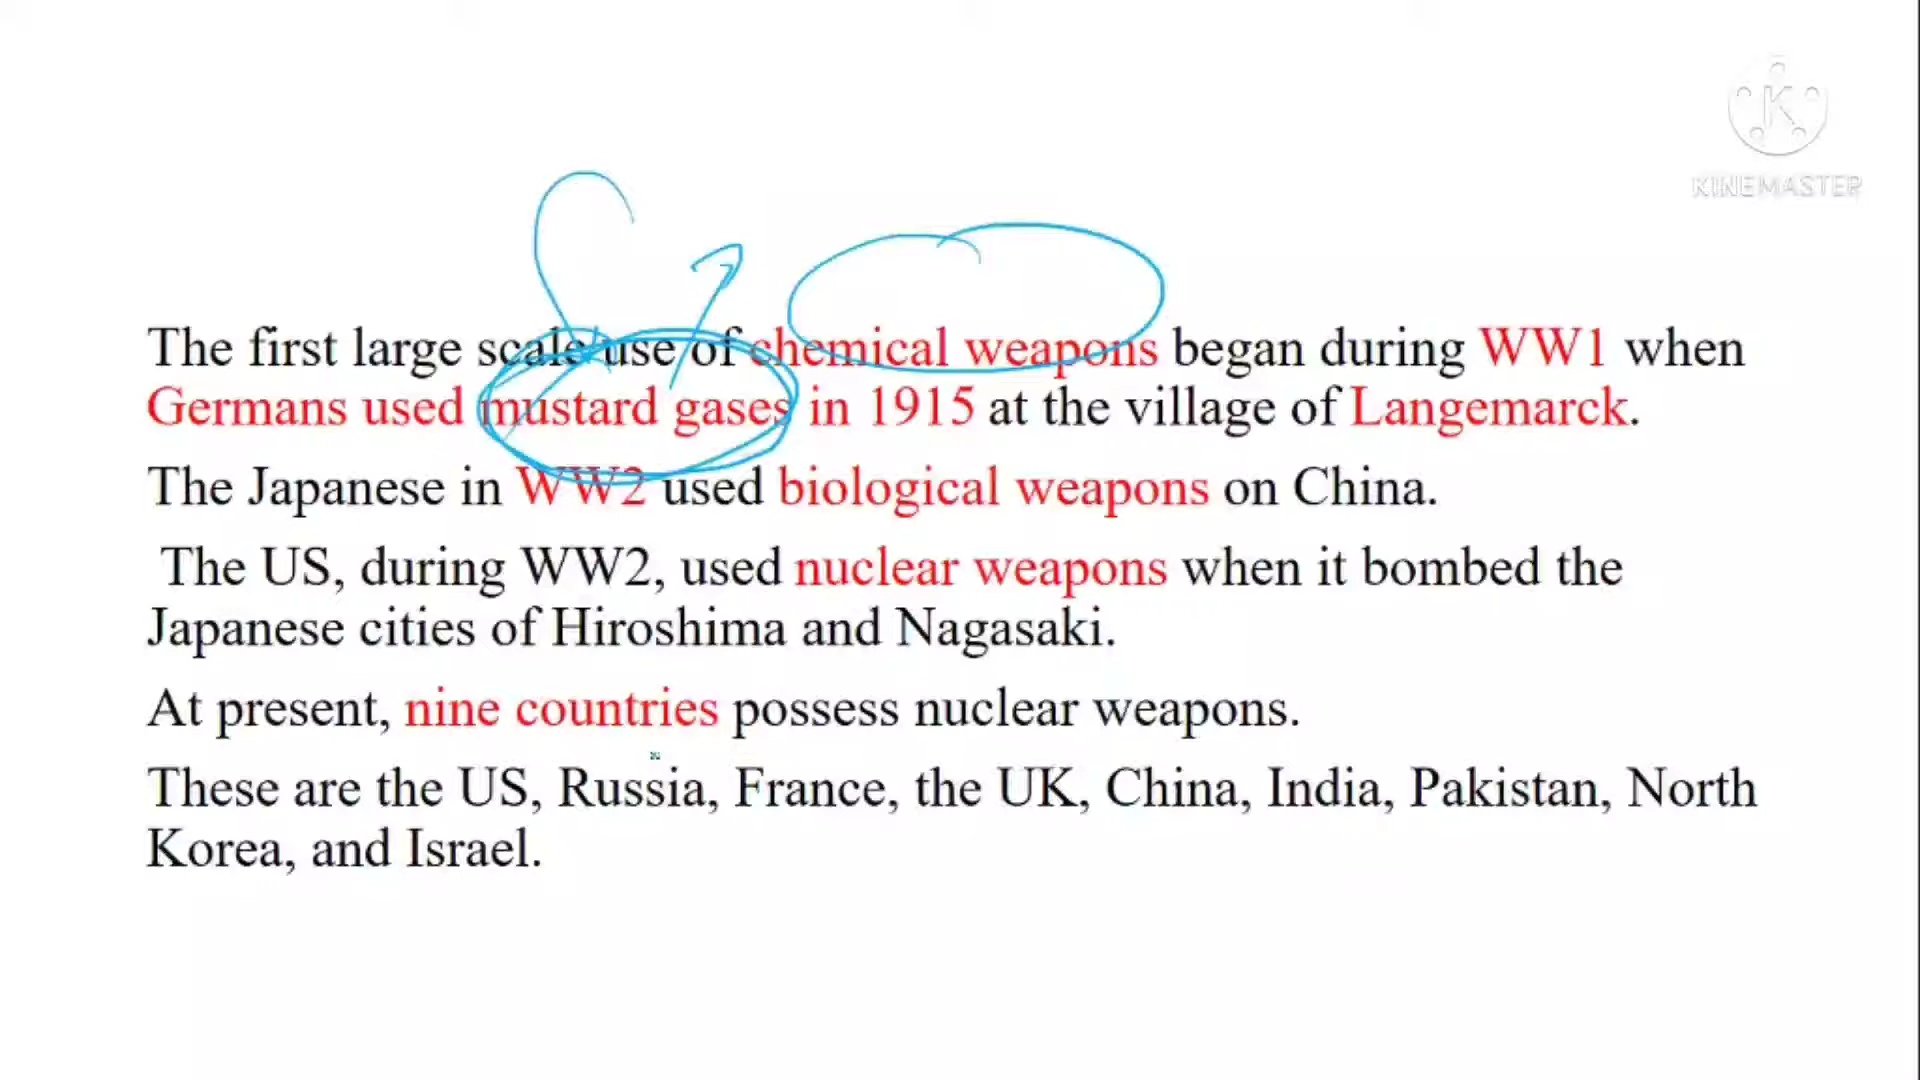 KINEMASTER
The first large scale use of chemical weapons began during WW1 when
Germans used mustard gases in 1915 at the village of Langemarck.
The Japanese in WW2 used biological weapons on China.
The US, during WW2, used nuclear weapons when it bombed the
Japanese cities of Hiroshima and Nagasaki.
At present, nine countries possess nuclear weapons.
These are the US, Russia, France, the UK, China, India, Pakistan, North
Korea, and Israel.